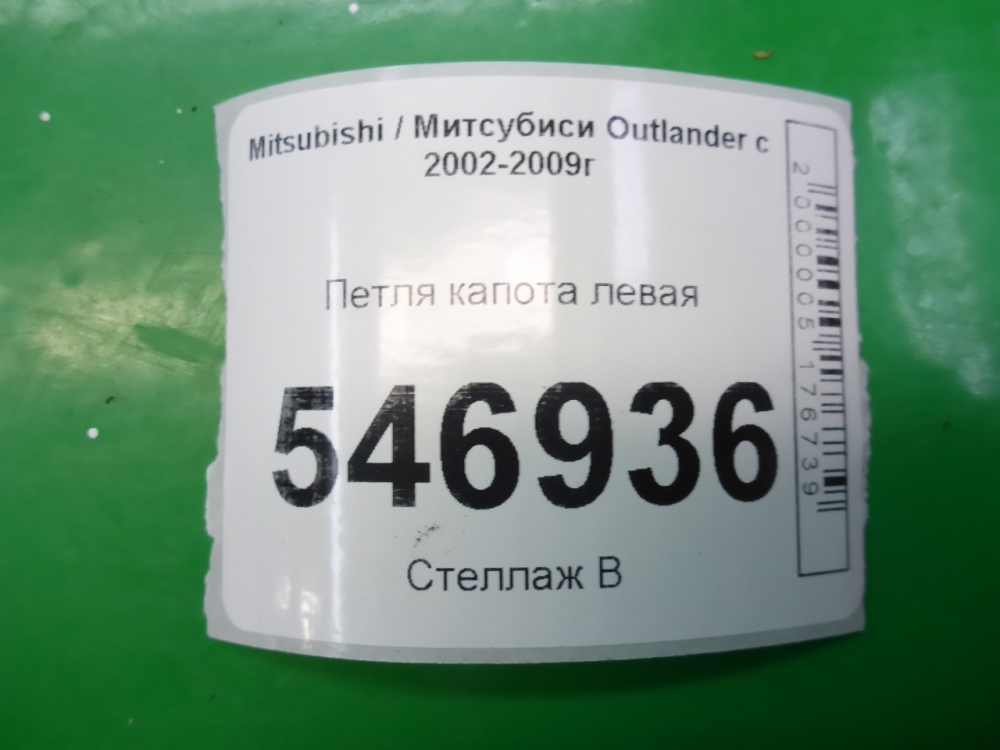 Mitsubishi / Митсубиси Outlander с
2002-2009г
Петля капота левая
546936
Стеллаж В
2000005176739